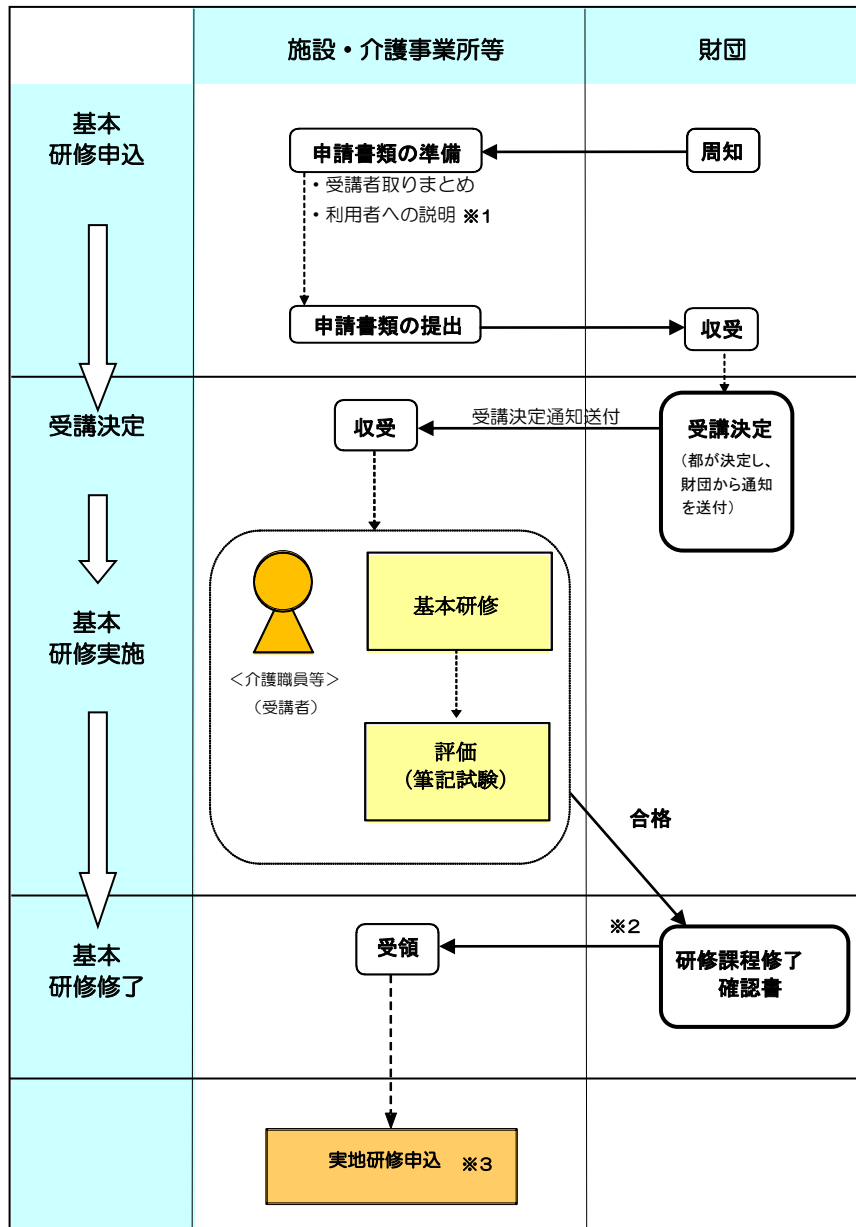 施設・介護事業所等
財団
基本
研修申込
申請書類の準備
周知
・受講者取りまとめ
・利用者への説明 ※1
申請書類の提出
収受
受講決定
収受
受講決定通知送付
受講決定
（都が決定し、
財団から通知
を送付）
基本
研修実施
＜介護職員等＞
（受講者）
基本研修
評価
（筆記試験）
合格
基本
研修修了
受領
※2
研修課程修了
確認書
実地研修申込 ※3